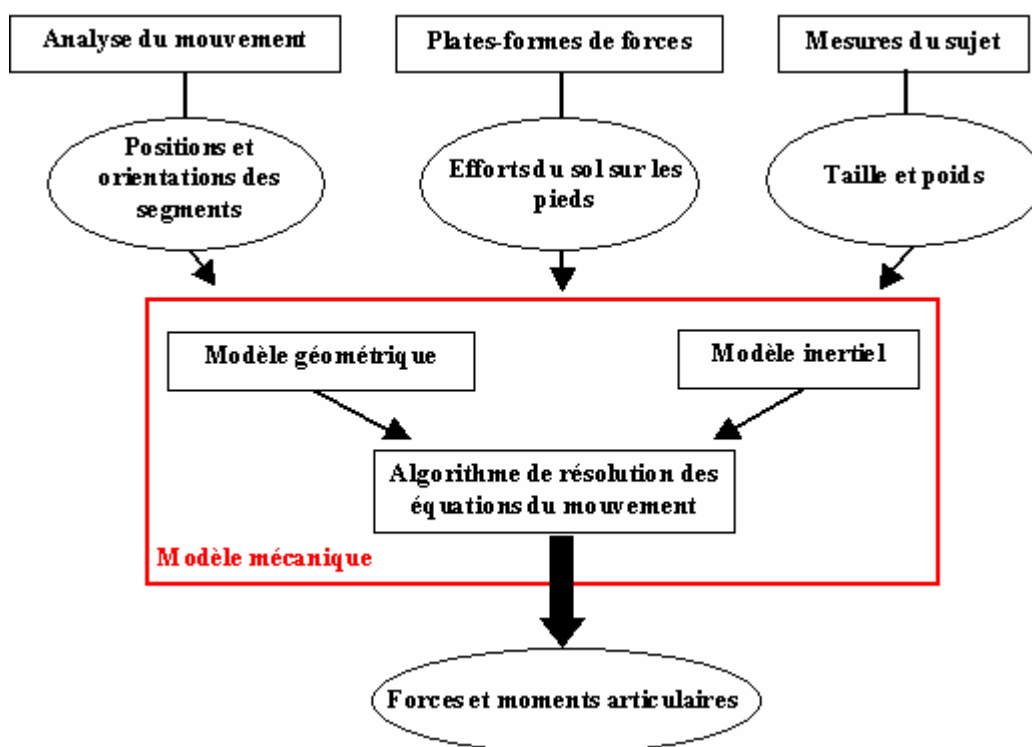 Analyse du mouvement
Plates-formes de forces
Mesures du sujet
Positions et
orientations des
segments
Efforts du sol sur les
pieds
Taille et poids
Modèle géométrique
Modèle inertiel
Algorithme de résolution des
équations du mouvement
Modèle mécanique
Forces et moments articulaires